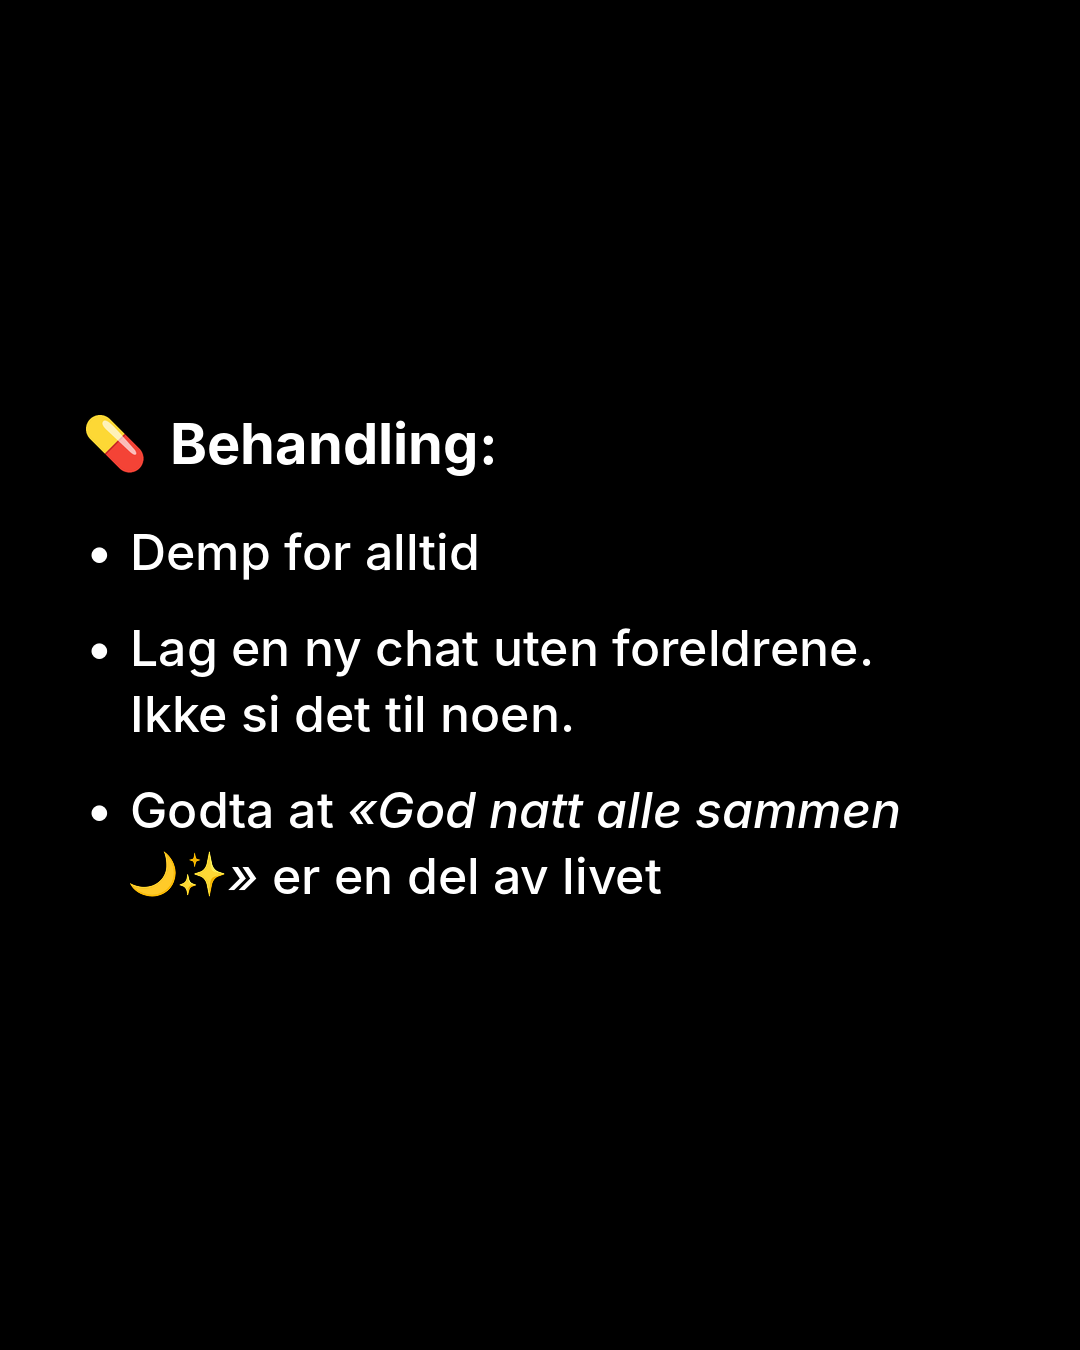 💊 Behandling:
• Demp for alltid
• Lag en ny chat uten foreldrene.
Ikke si det til noen.
• Godta at «God natt alle sammen
🌙✨» er en del av livet